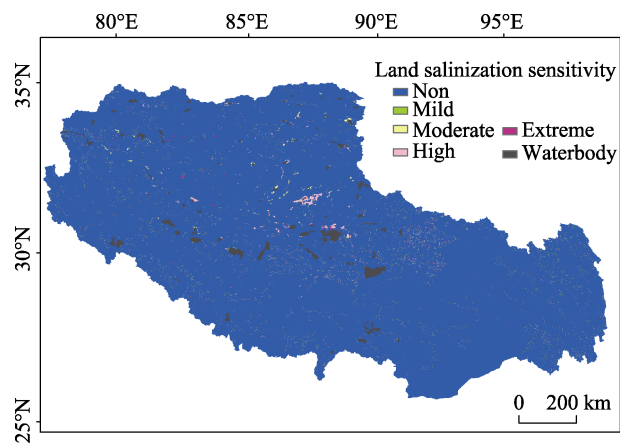 80°E 85°E 90°E 95°E
35°N
Land salinization sensitivity
Non
Mild
Moderate Extreme
High Waterbody
30°N
25°N
0 200 km